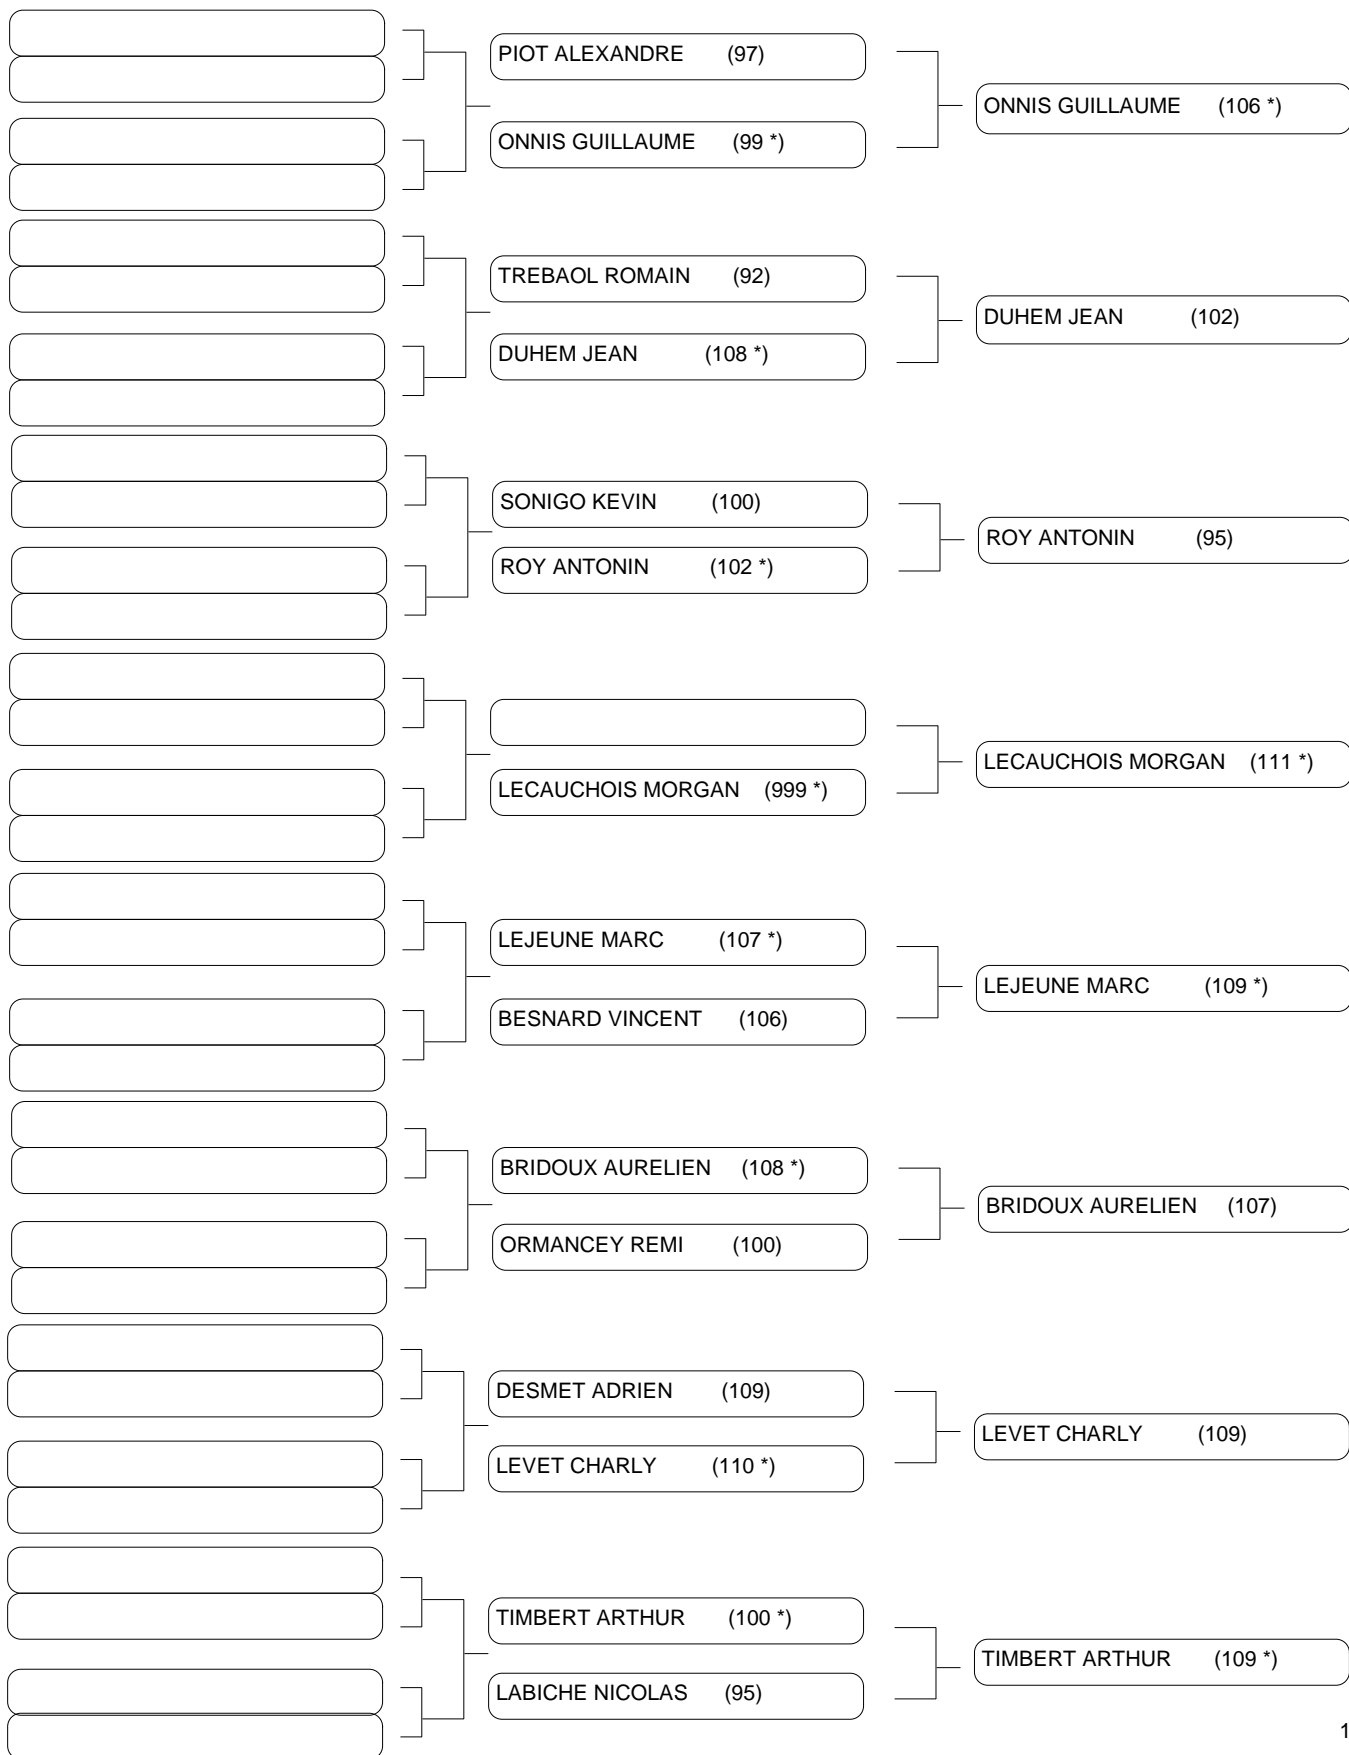 PIOT ALEXANDRE (97)
ONNIS GUILLAUME (99 *)
ONNIS GUILLAUME (106 *)
TREBAOL ROMAIN (92)
DUHEM JEAN (108 *)
DUHEM JEAN (102)
SONIGO KEVIN (100)
ROY ANTONIN (102 *)
ROY ANTONIN (95)
LECAUCHOIS MORGAN (999 *)
LECAUCHOIS MORGAN (111 *)
LEJEUNE MARC (107 *)
BESNARD VINCENT (106)
LEJEUNE MARC (109 *)
BRIDOUX AURELIEN (108 *)
ORMANCEY REMI (100)
BRIDOUX AURELIEN (107)
DESMET ADRIEN (109)
LEVET CHARLY (110 *)
LEVET CHARLY (109)
TIMBERT ARTHUR (100 *)
LABICHE NICOLAS (95)
TIMBERT ARTHUR (109 *)
1